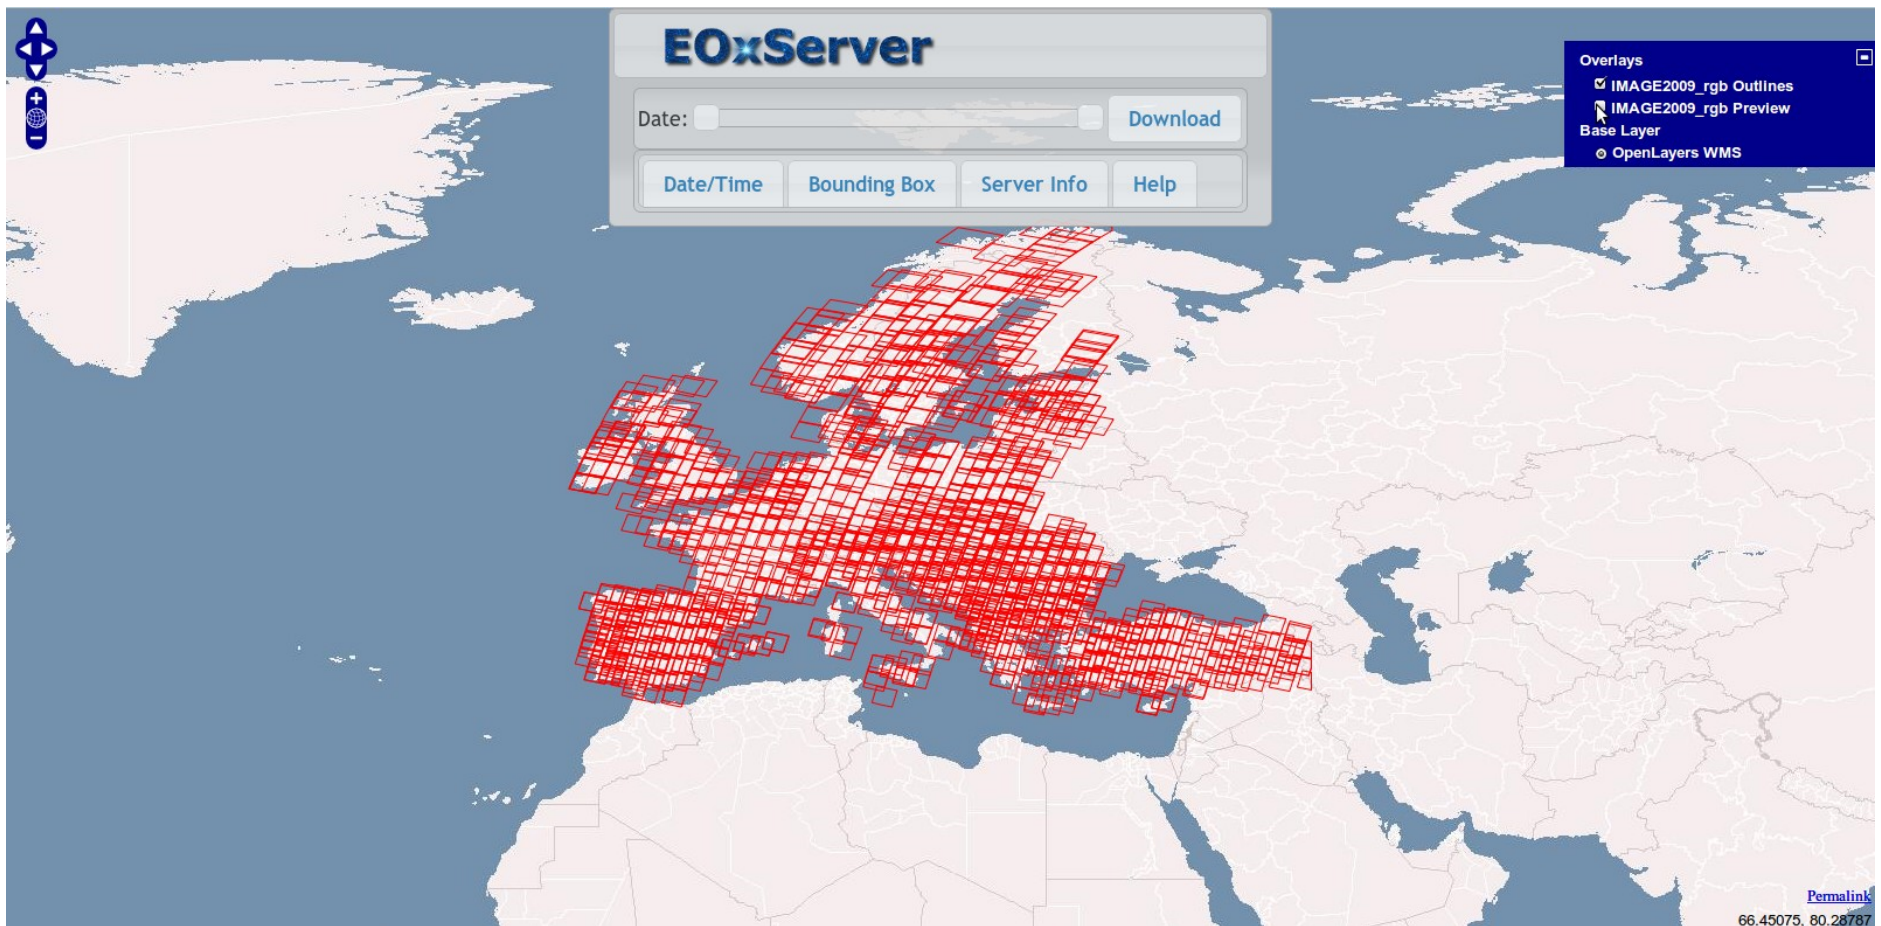 EOxServer
Date:
Download
Date/Time
Bounding Box
Server Info
Help
Overlays
IMAGE2009_rgb Outlines
IMAGE2009_rgb Preview
Base Layer
OpenLayers WMS
Permalink
66.45075, 80.28787